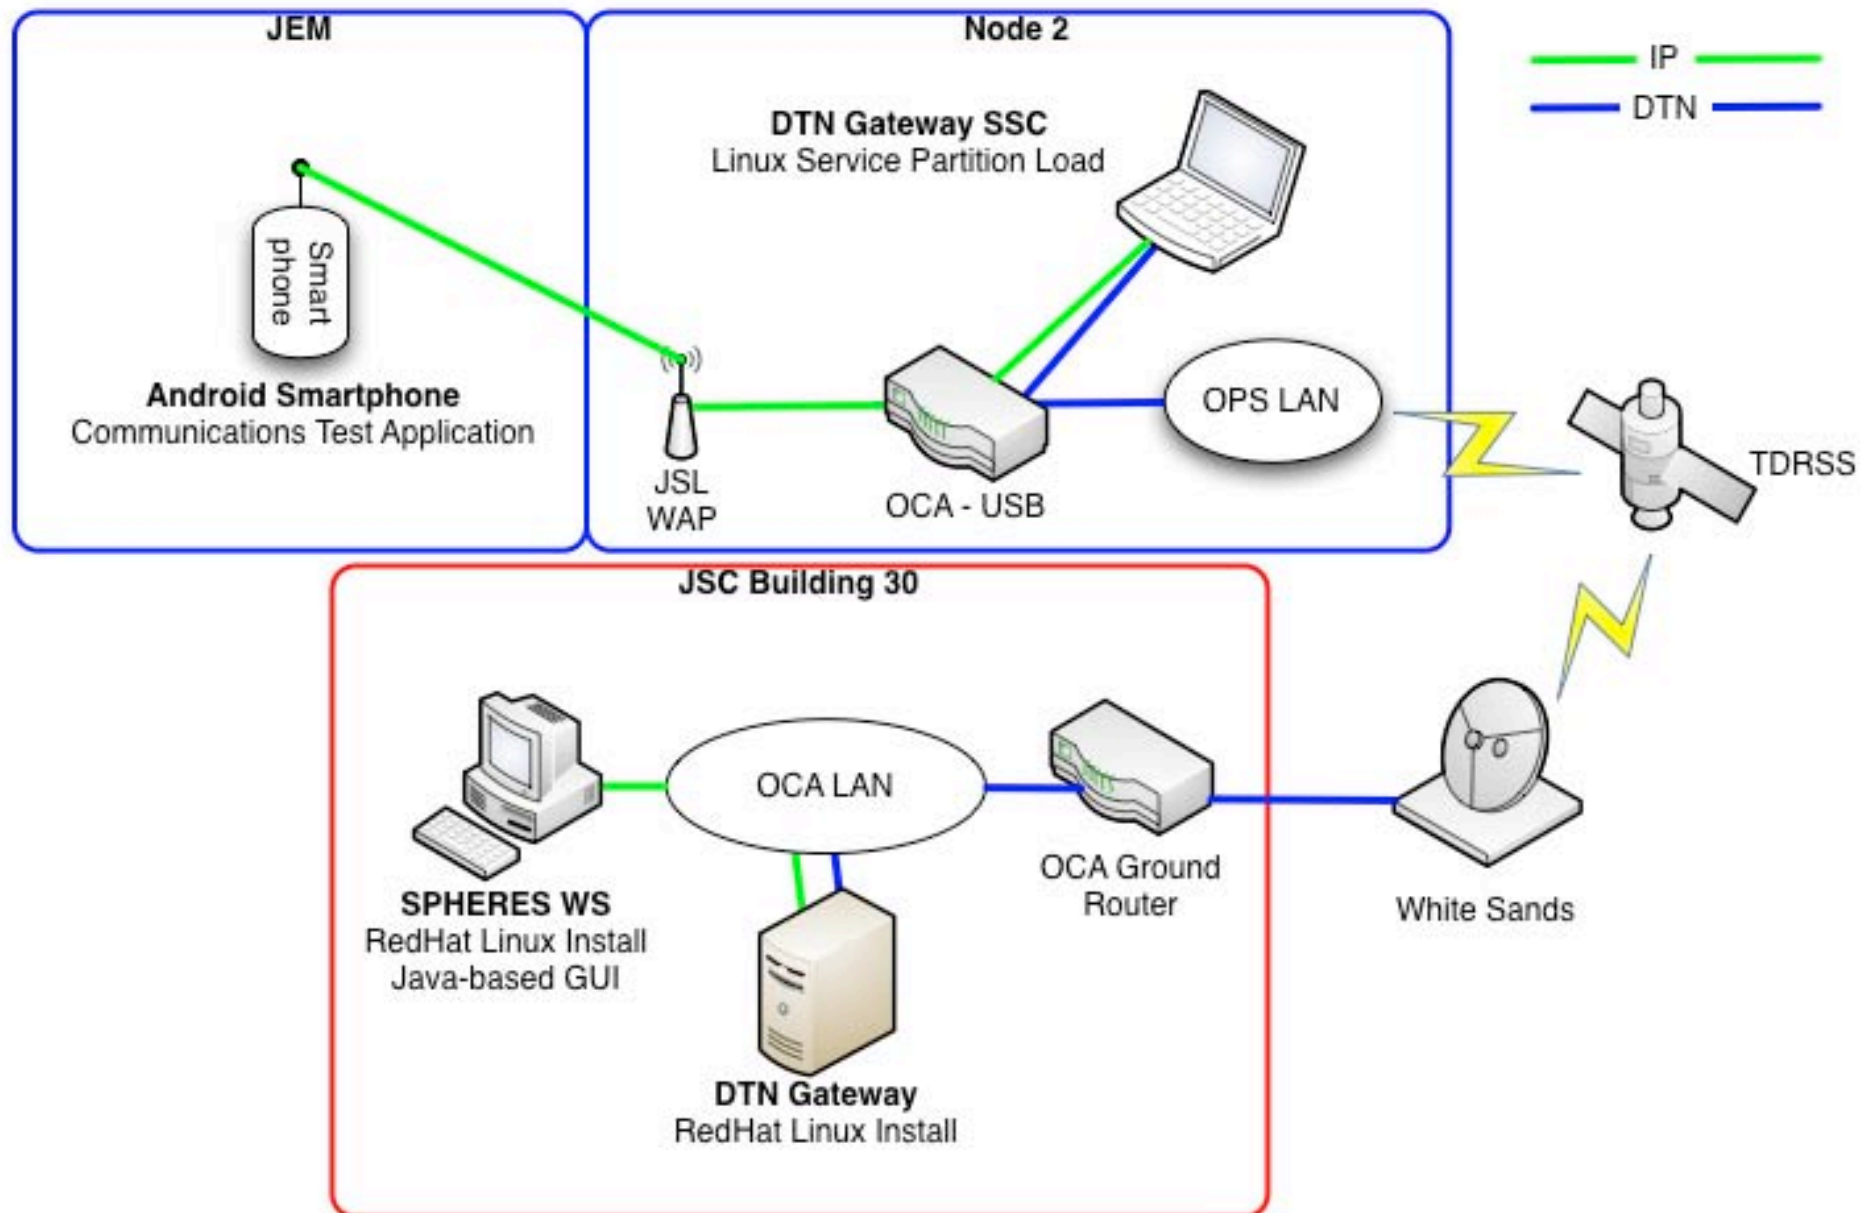 JEM
Node 2
IP
DTN
DTN Gateway SSC
Linux Service Partition Load
Smart
phone
Android Smartphone
Communications Test Application
JSL
WAP
OCA - USB
OPS LAN
TDRSS
JSC Building 30
OCA LAN
SPHERES WS
RedHat Linux Install
Java-based GUI
OCA Ground
Router
White Sands
DTN Gateway
RedHat Linux Install